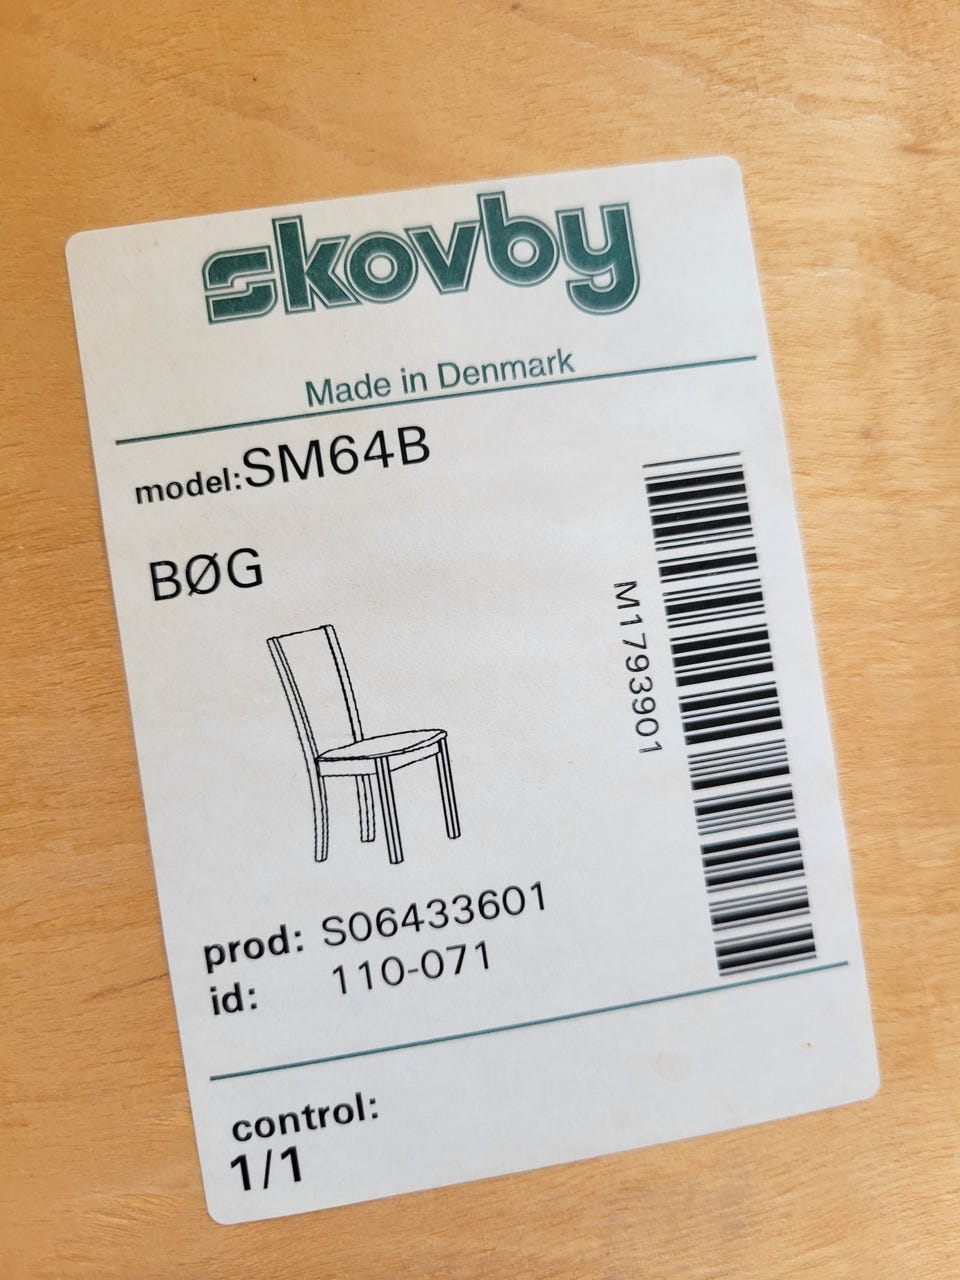 skovby
Made in Denmark
model:SM64B
BØG
M1793901
prod: S06433601
id: 110-071
control:
1/1